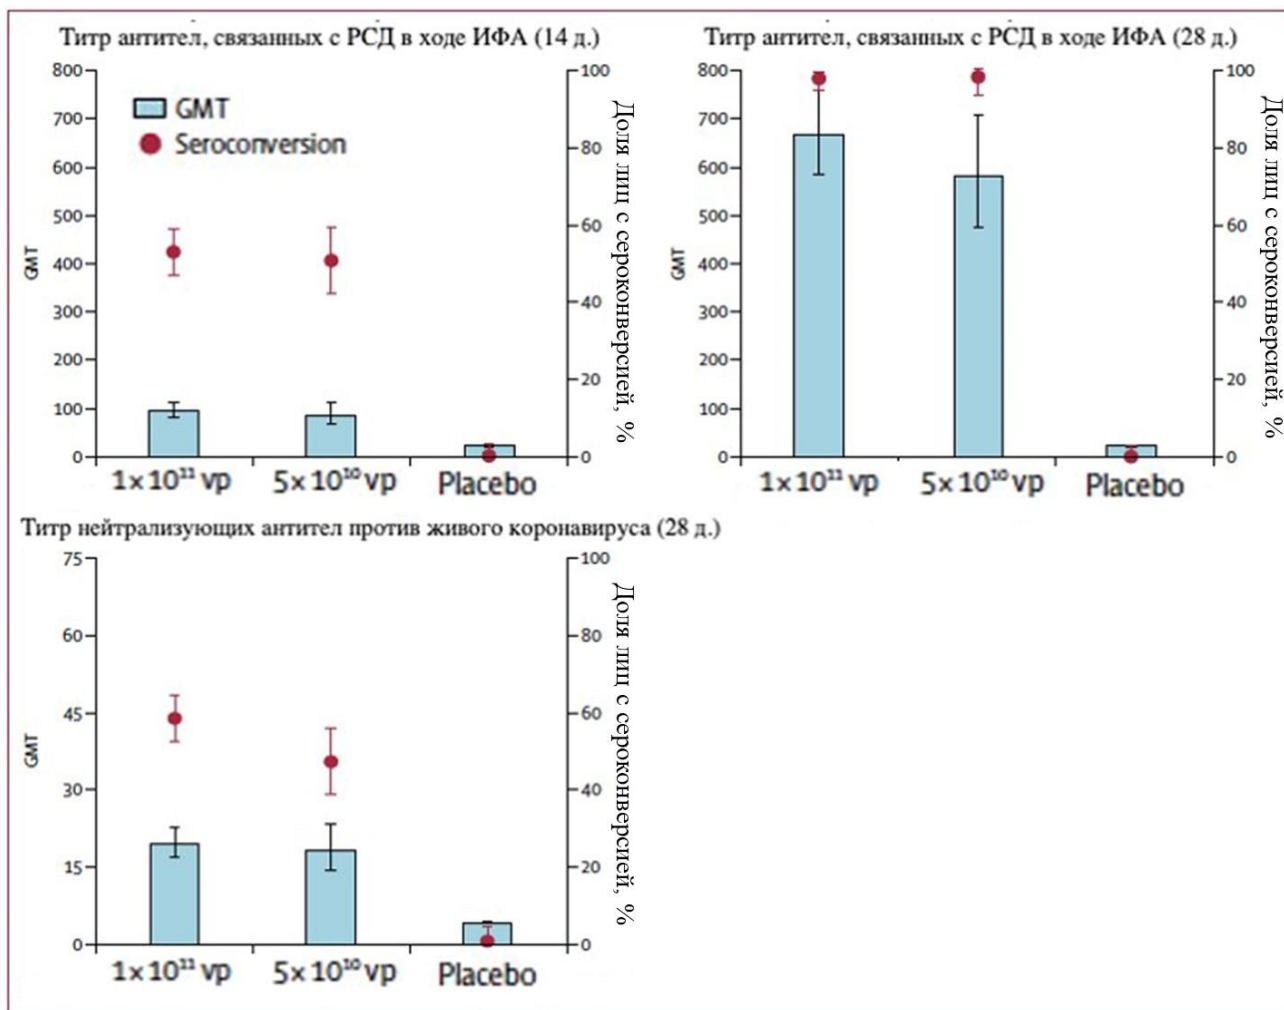 Титр антител, связанных с РСД в ходе ИФА (14 д.)
800
700
600
500
400
300
200
100
0
GMT
GMT
Seroconversion
100
80
60
40
20
0
Доля лиц с сероконверсией, %
1×10¹¹ vp
5×10¹⁰ vp
Placebo
Титр антител, связанных с РСД в ходе ИФА (28 д.)
800
700
600
500
400
300
200
100
0
GMT
100
80
60
40
20
0
Доля лиц с сероконверсией, %
1×10¹¹ vp
5×10¹⁰ vp
Placebo
Титр нейтрализующих антител против живого коронавируса (28 д.)
75
60
45
30
15
0
GMT
100
80
60
40
20
0
Доля лиц с сероконверсией, %
1×10¹¹ vp
5×10¹⁰ vp
Placebo